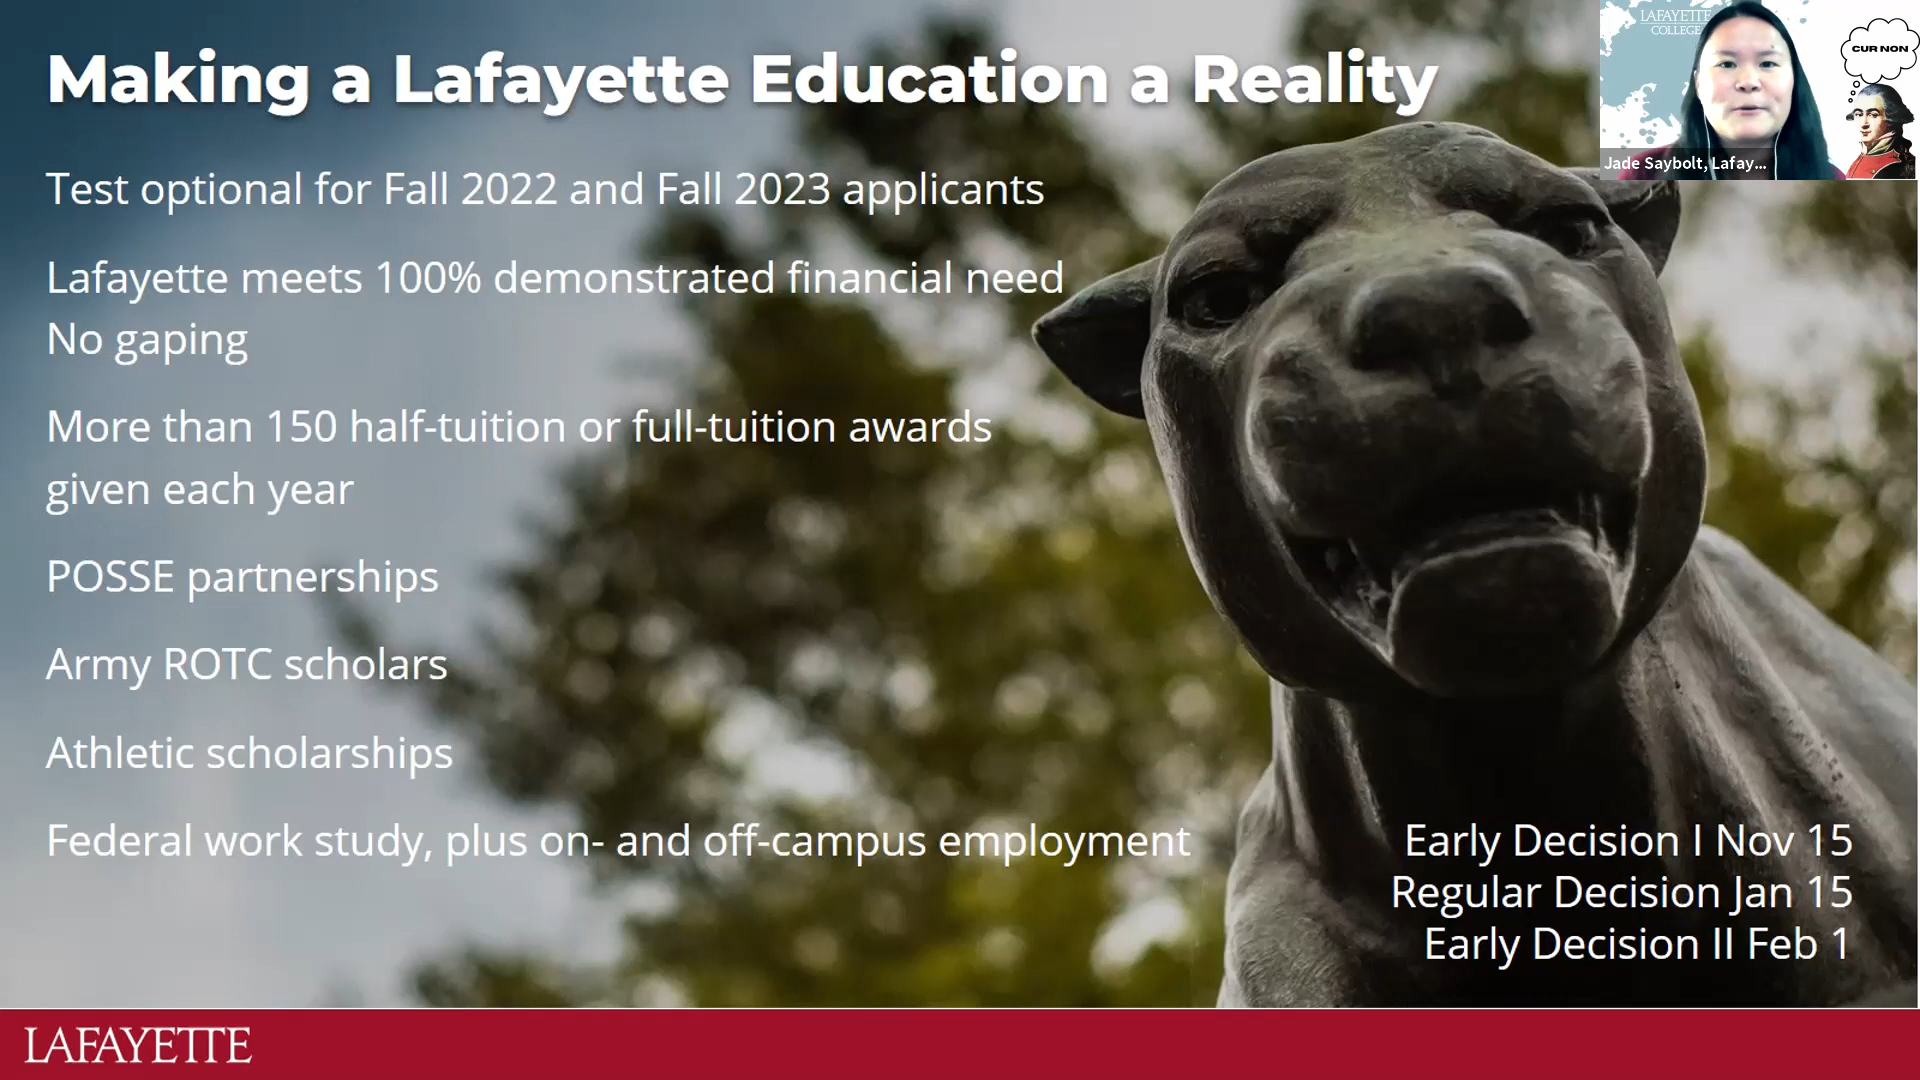 Making a Lafayette Education a Reality
Test optional for Fall 2022 and Fall 2023 applicants
Lafayette meets 100% demonstrated financial need
No gaping
More than 150 half-tuition or full-tuition awards
given each year
POSSE partnerships
Army ROTC scholars
Athletic scholarships
Federal work study, plus on- and off-campus employment
Early Decision I Nov 15
Regular Decision Jan 15
Early Decision II Feb 1
LAFAYETTE
LAFAYETTE
COLLEGE
CUR NON
Jade Saybolt, Lafay...